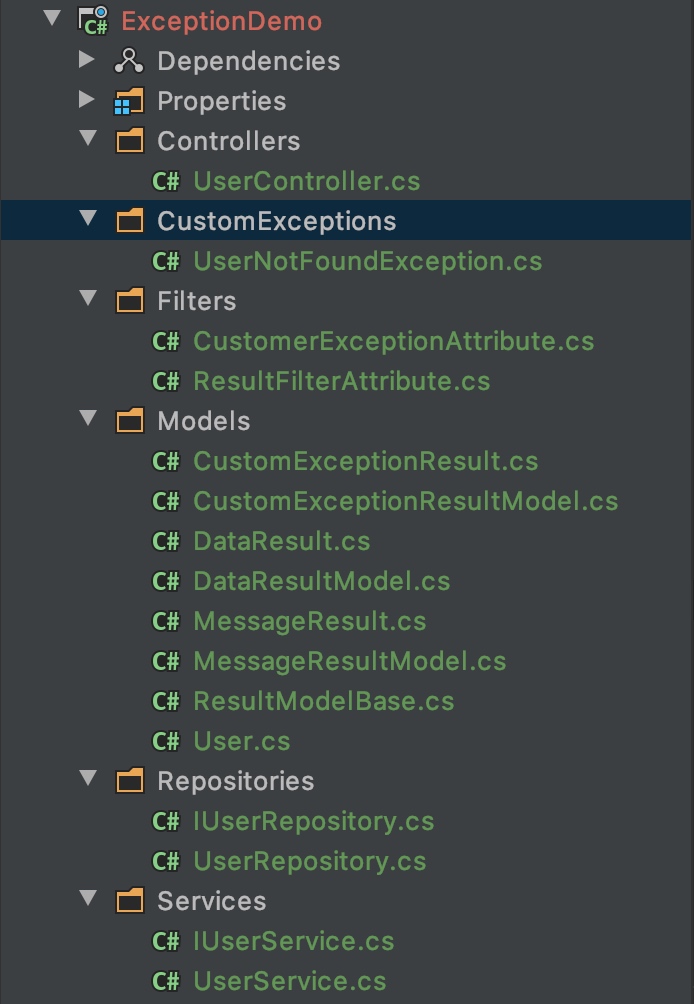 C# ExceptionDemo
Dependencies
Properties
Controllers
C# UserController.cs
CustomExceptions
C# UserNotFoundException.cs
Filters
C# CustomerExceptionAttribute.cs
C# ResultFilterAttribute.cs
Models
C# CustomExceptionResult.cs
C# CustomExceptionResultModel.cs
C# DataResult.cs
C# DataResultModel.cs
C# MessageResult.cs
C# MessageResultModel.cs
C# ResultModelBase.cs
C# User.cs
Repositories
C# IUserRepository.cs
C# UserRepository.cs
Services
C# IUserService.cs
C# UserService.cs